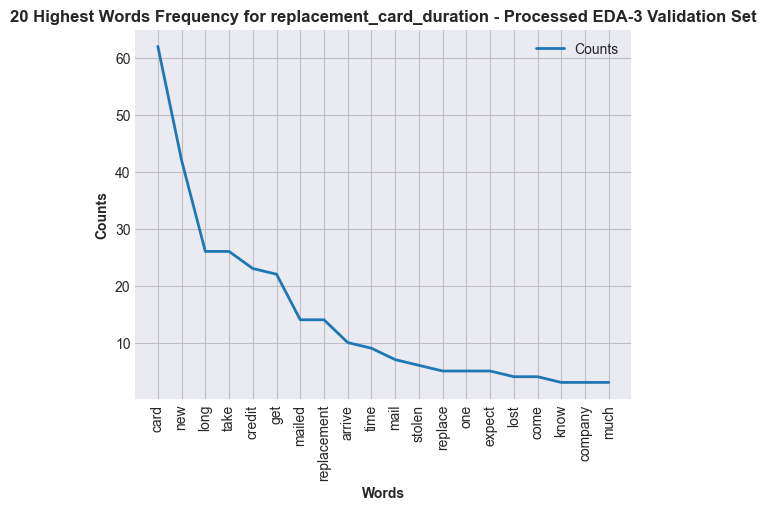 20 Highest Words Frequency for replacement_card_duration - Processed EDA-3 Validation Set
Counts
60
50
40
30
20
10
Counts
card
new
long
take
credit
get
mailed
replacement
arrive
time
mail
stolen
replace
one
expect
lost
come
know
company
much
Words